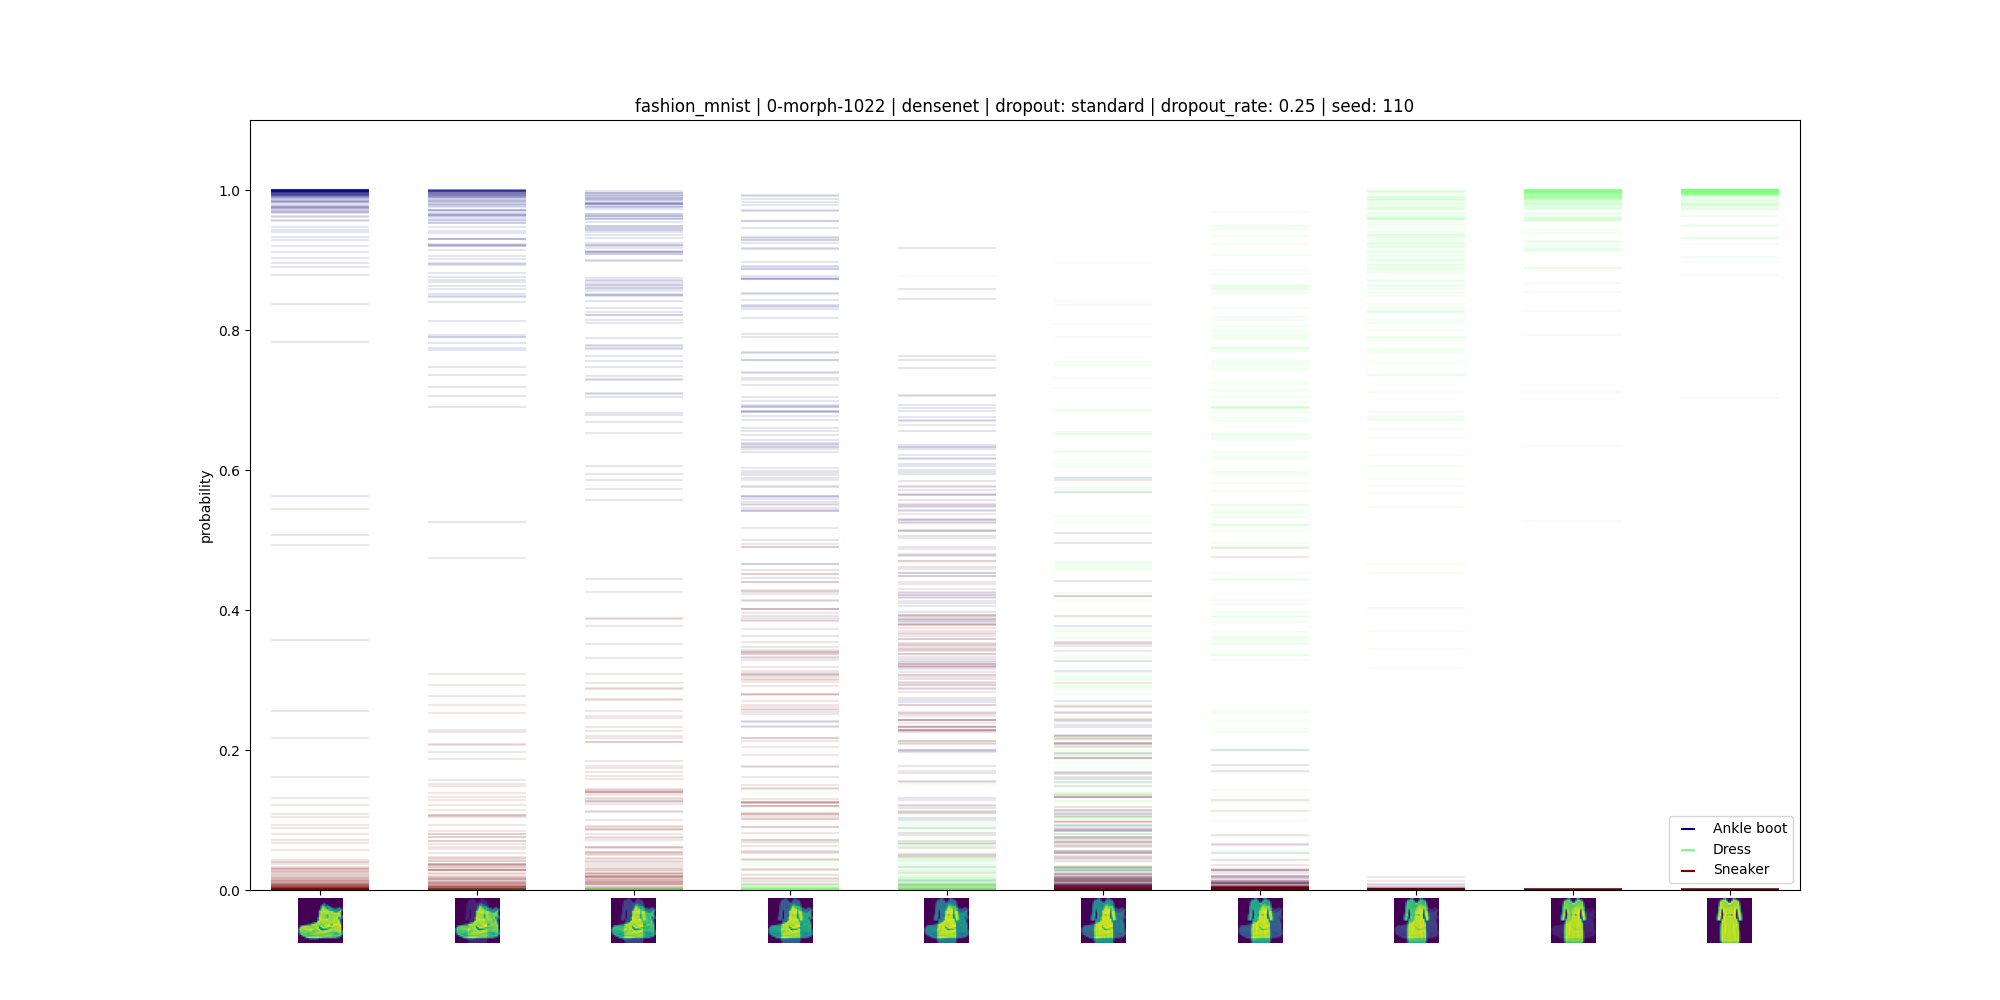 fashion_mnist | 0-morph-1022 | densenet | dropout: standard | dropout_rate: 0.25 | seed: 110
1.0
0.8
0.6
0.4
0.2
0.0
probability
Ankle boot
Dress
Sneaker